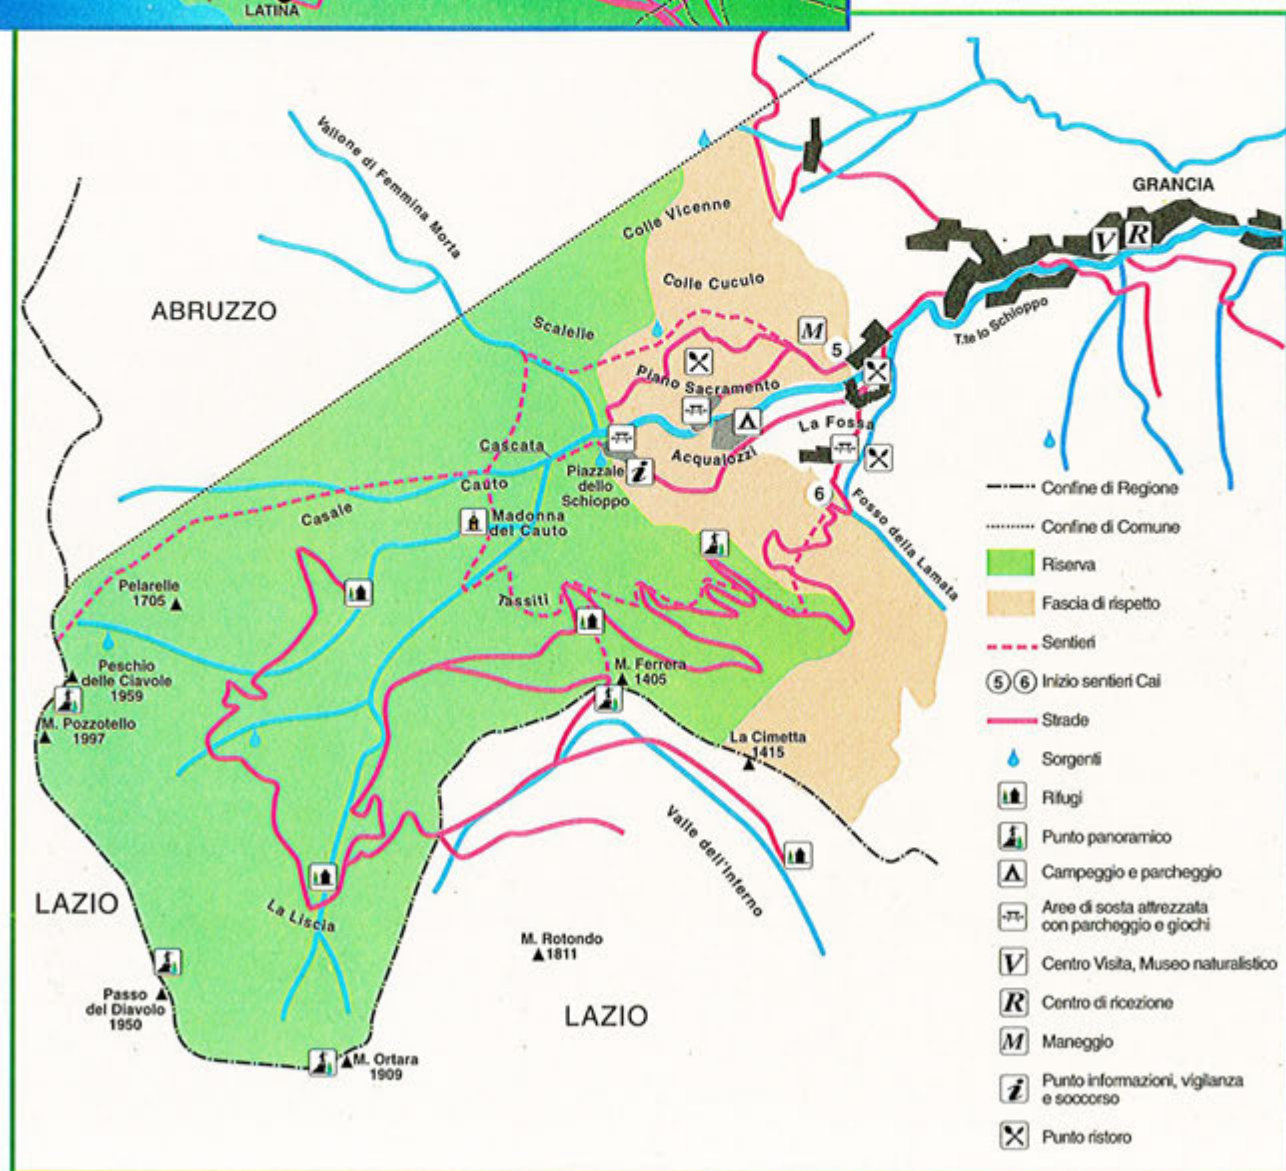 LATINA
Vallone di Femmina Morta
ABRUZZO
Colle Vicenne
Colle Cuculo
Scalelle
GRANCIA
V
R
T.te lo Schioppo
M
5
Piano Sacramento
La Fossa
Acqualozzi
Cascata
Cauto
Piazzale
dello
Schioppo
i
Casale
Madonna
del Cauto
6
Fosso della Lamata
Pelarelle
1705
Tassiti
Peschio
delle Ciavole
1959
M. Pozzotello
1997
M. Ferrera
1405
La Cimetta
1415
Valle dell'Inferno
LAZIO
La Liscia
M. Rotondo
1811
Passo
del Diavolo
1950
LAZIO
M. Ortara
1909
Confine di Regione
Confine di Comune
Riserva
Fascia di rispetto
Sentieri
5 6 Inizio sentieri Cai
Strade
Sorgenti
Rifugi
Punto panoramico
Campeggio e parcheggio
Aree di sosta attrezzata
con parcheggio e giochi
V Centro Visita, Museo naturalistico
R Centro di ricezione
M Maneggio
i Punto informazioni, vigilanza
e soccorso
Punto ristoro